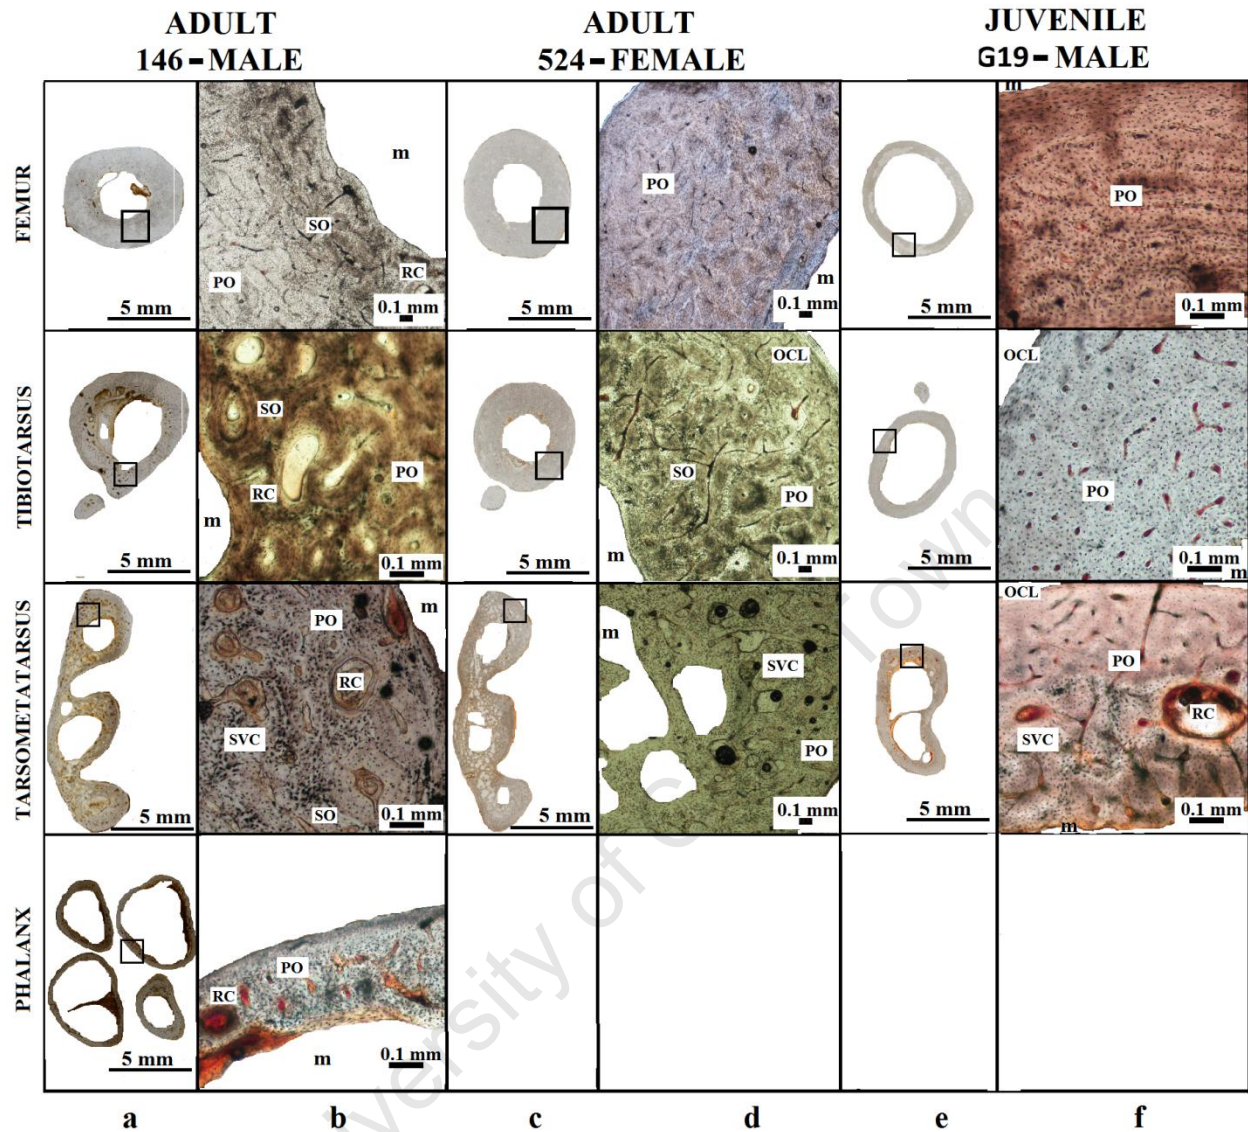 ADULT
146-MALE
ADULT
524-FEMALE
JUVENILE
G19-MALE
FEMUR
5 mm
m
SO
RC
PO
0.1 mm
5 mm
PO
m
0.1 mm
5 mm
m
PO
0.1 mm
TIBIOTARSUS
5 mm
SO
PO
RC
m
0.1 mm
5 mm
OCL
SO
PO
m
0.1 mm
5 mm
OCL
PO
0.1 mm
m
TARSOMETATARSUS
5 mm
PO
m
RC
SVC
SO
0.1 mm
5 mm
m
SVC
PO
0.1 mm
5 mm
OCL
PO
RC
SVC
m
0.1 mm
PHALANX
5 mm
PO
RC
m
0.1 mm
a b c d e f